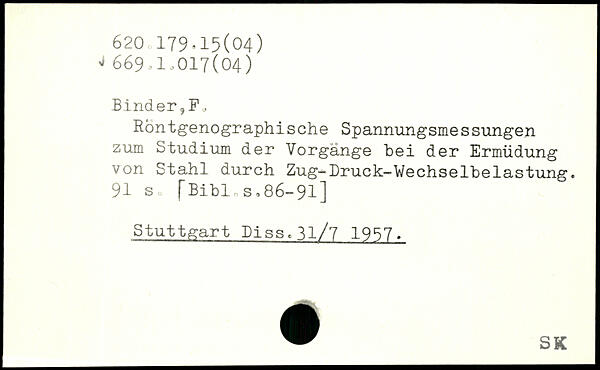 620.179.15(04)
√ 669.1.017(04)
Binder,F.
Röntgenographische Spannungsmessungen
zum Studium der Vorgänge bei der Ermüdung
von Stahl durch Zug-Druck-Wechselbelastung.
91 s. [Bibl.s.86-91]
Stuttgart Diss.31/7 1957.
SK